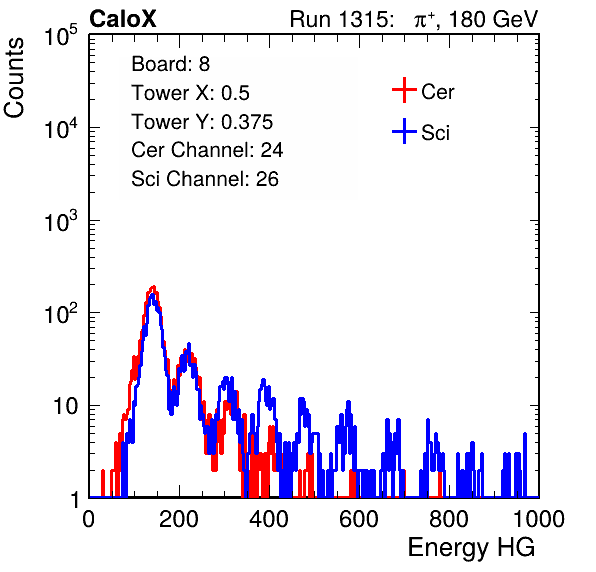 CaloX Run 1315: π⁺, 180 GeV
Counts
10⁵
10⁴
10³
10²
10
1
Board: 8
Tower X: 0.5
Tower Y: 0.375
Cer Channel: 24
Sci Channel: 26
Cer
Sci
0 200 400 600 800 1000
Energy HG